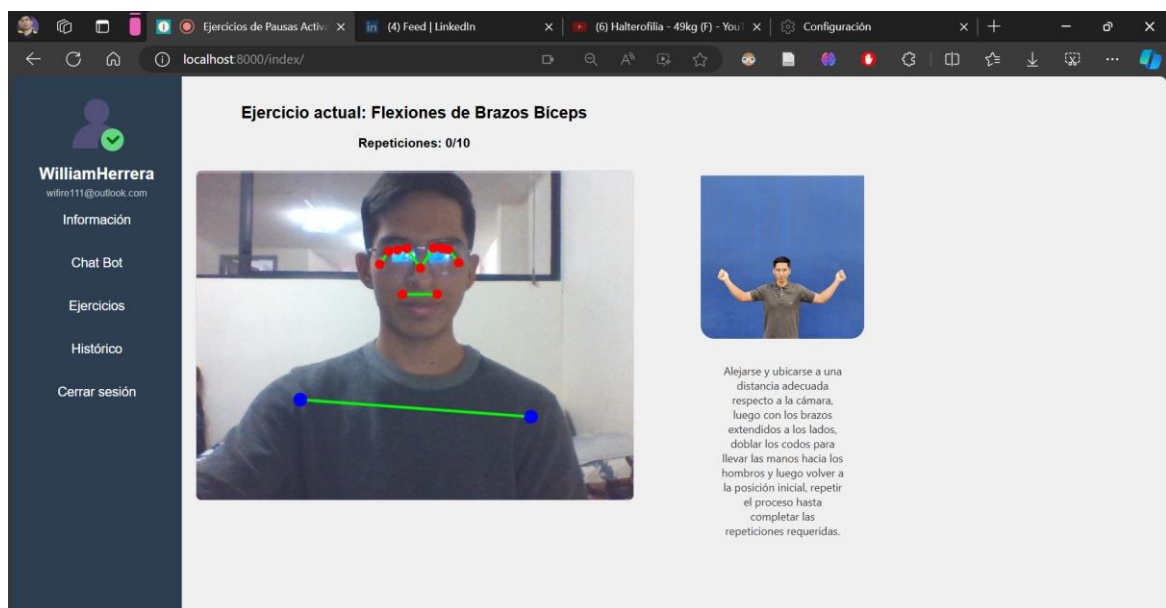 Ejercicios de Pausas Activa
(4) Feed | LinkedIn
(6) Halterofilia - 49kg (F) - YouT
Configuración
localhost:8000/index/
WilliamHerrera
wifire111@outlook.com
Información
Chat Bot
Ejercicios
Histórico
Cerrar sesión
Ejercicio actual: Flexiones de Brazos Bíceps
Repeticiones: 0/10
Alejarse y ubicarse a una
distancia adecuada
respecto a la cámara,
luego con los brazos
extendidos a los lados,
doblar los codos para
llevar las manos hacia los
hombros y luego volver a
la posición inicial, repetir
el proceso hasta
completar las
repeticiones requeridas.